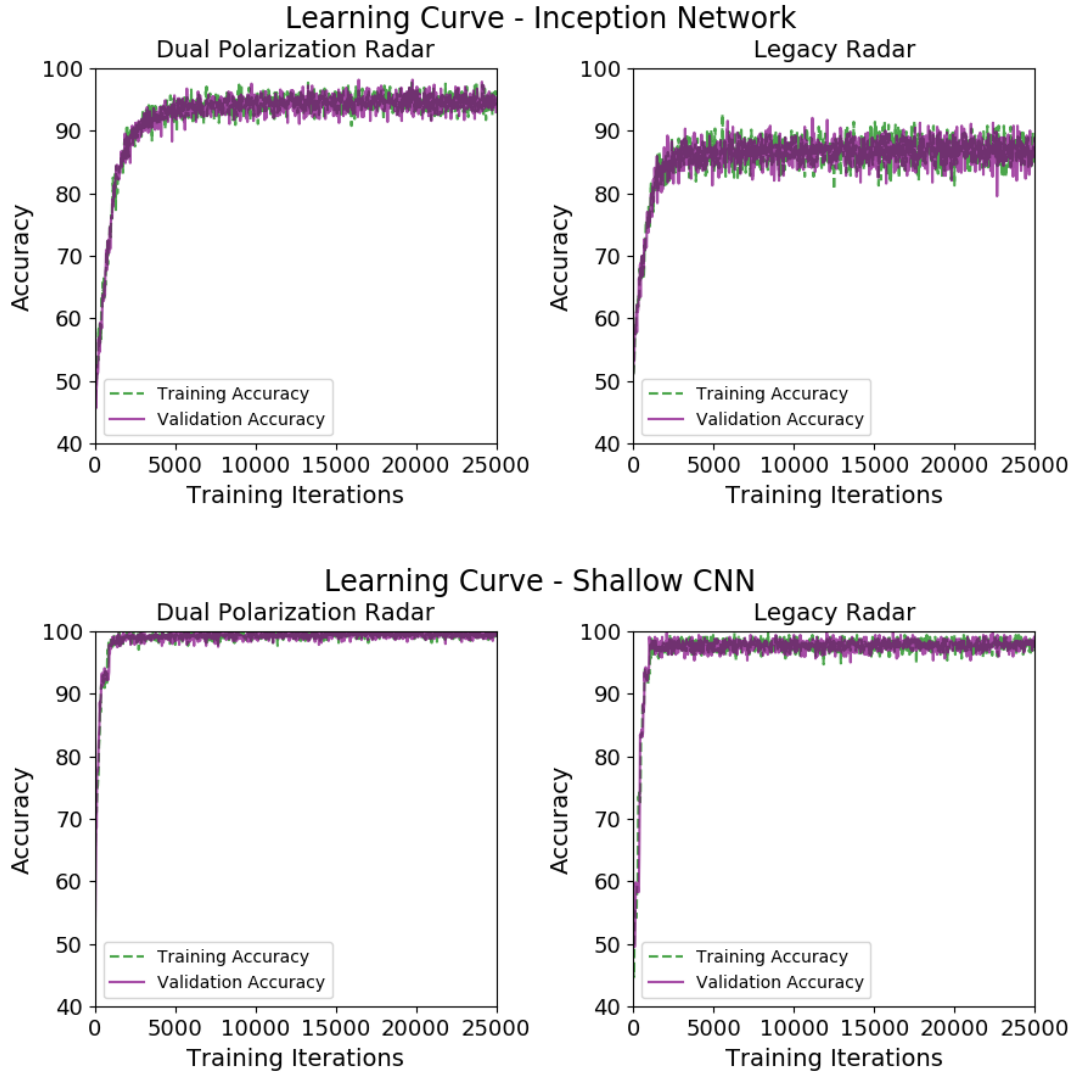 Learning Curve - Inception Network
Dual Polarization Radar
Legacy Radar
100
90
80
70
60
50
40
Accuracy
Training Accuracy
Validation Accuracy
0 5000 10000 15000 20000 25000
Training Iterations
100
90
80
70
60
50
40
Accuracy
Training Accuracy
Validation Accuracy
0 5000 10000 15000 20000 25000
Training Iterations
Learning Curve - Shallow CNN
Dual Polarization Radar
Legacy Radar
100
90
80
70
60
50
40
Accuracy
Training Accuracy
Validation Accuracy
0 5000 10000 15000 20000 25000
Training Iterations
100
90
80
70
60
50
40
Accuracy
Training Accuracy
Validation Accuracy
0 5000 10000 15000 20000 25000
Training Iterations